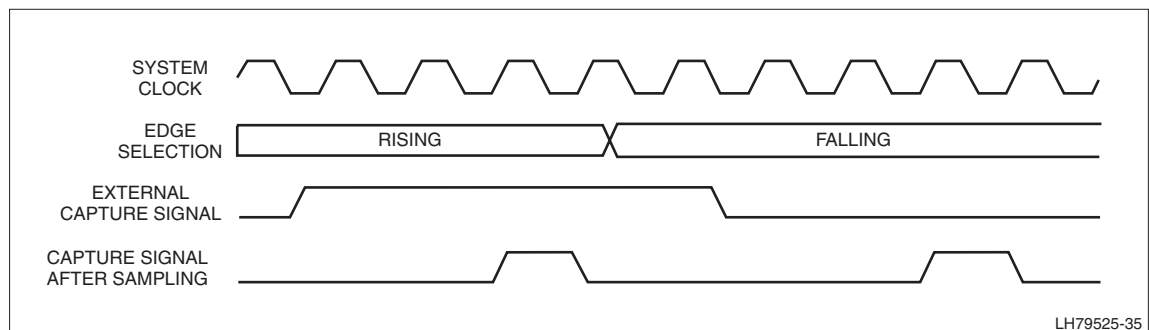 SYSTEM
CLOCK
EDGE
SELECTION
RISING
FALLING
EXTERNAL
CAPTURE SIGNAL
CAPTURE SIGNAL
AFTER SAMPLING
LH79525-35